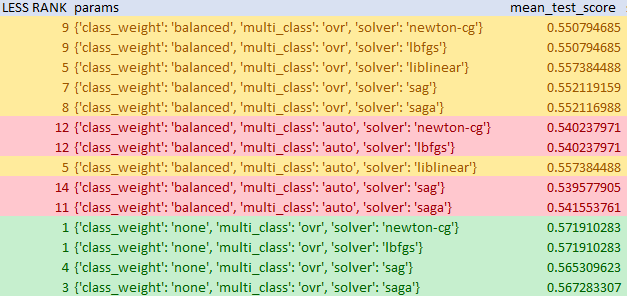 LESS RANK params mean_test_score
9 {'class_weight': 'balanced', 'multi_class': 'ovr', 'solver': 'newton-cg'} 0.550794685
9 {'class_weight': 'balanced', 'multi_class': 'ovr', 'solver': 'lbfgs'} 0.550794685
5 {'class_weight': 'balanced', 'multi_class': 'ovr', 'solver': 'liblinear'} 0.557384488
7 {'class_weight': 'balanced', 'multi_class': 'ovr', 'solver': 'sag'} 0.552119159
8 {'class_weight': 'balanced', 'multi_class': 'ovr', 'solver': 'saga'} 0.552116988
12 {'class_weight': 'balanced', 'multi_class': 'auto', 'solver': 'newton-cg'} 0.540237971
12 {'class_weight': 'balanced', 'multi_class': 'auto', 'solver': 'lbfgs'} 0.540237971
5 {'class_weight': 'balanced', 'multi_class': 'auto', 'solver': 'liblinear'} 0.557384488
14 {'class_weight': 'balanced', 'multi_class': 'auto', 'solver': 'sag'} 0.539577905
11 {'class_weight': 'balanced', 'multi_class': 'auto', 'solver': 'saga'} 0.541553761
1 {'class_weight': 'none', 'multi_class': 'ovr', 'solver': 'newton-cg'} 0.571910283
1 {'class_weight': 'none', 'multi_class': 'ovr', 'solver': 'lbfgs'} 0.571910283
4 {'class_weight': 'none', 'multi_class': 'ovr', 'solver': 'sag'} 0.565309623
3 {'class_weight': 'none', 'multi_class': 'ovr', 'solver': 'saga'} 0.567283307